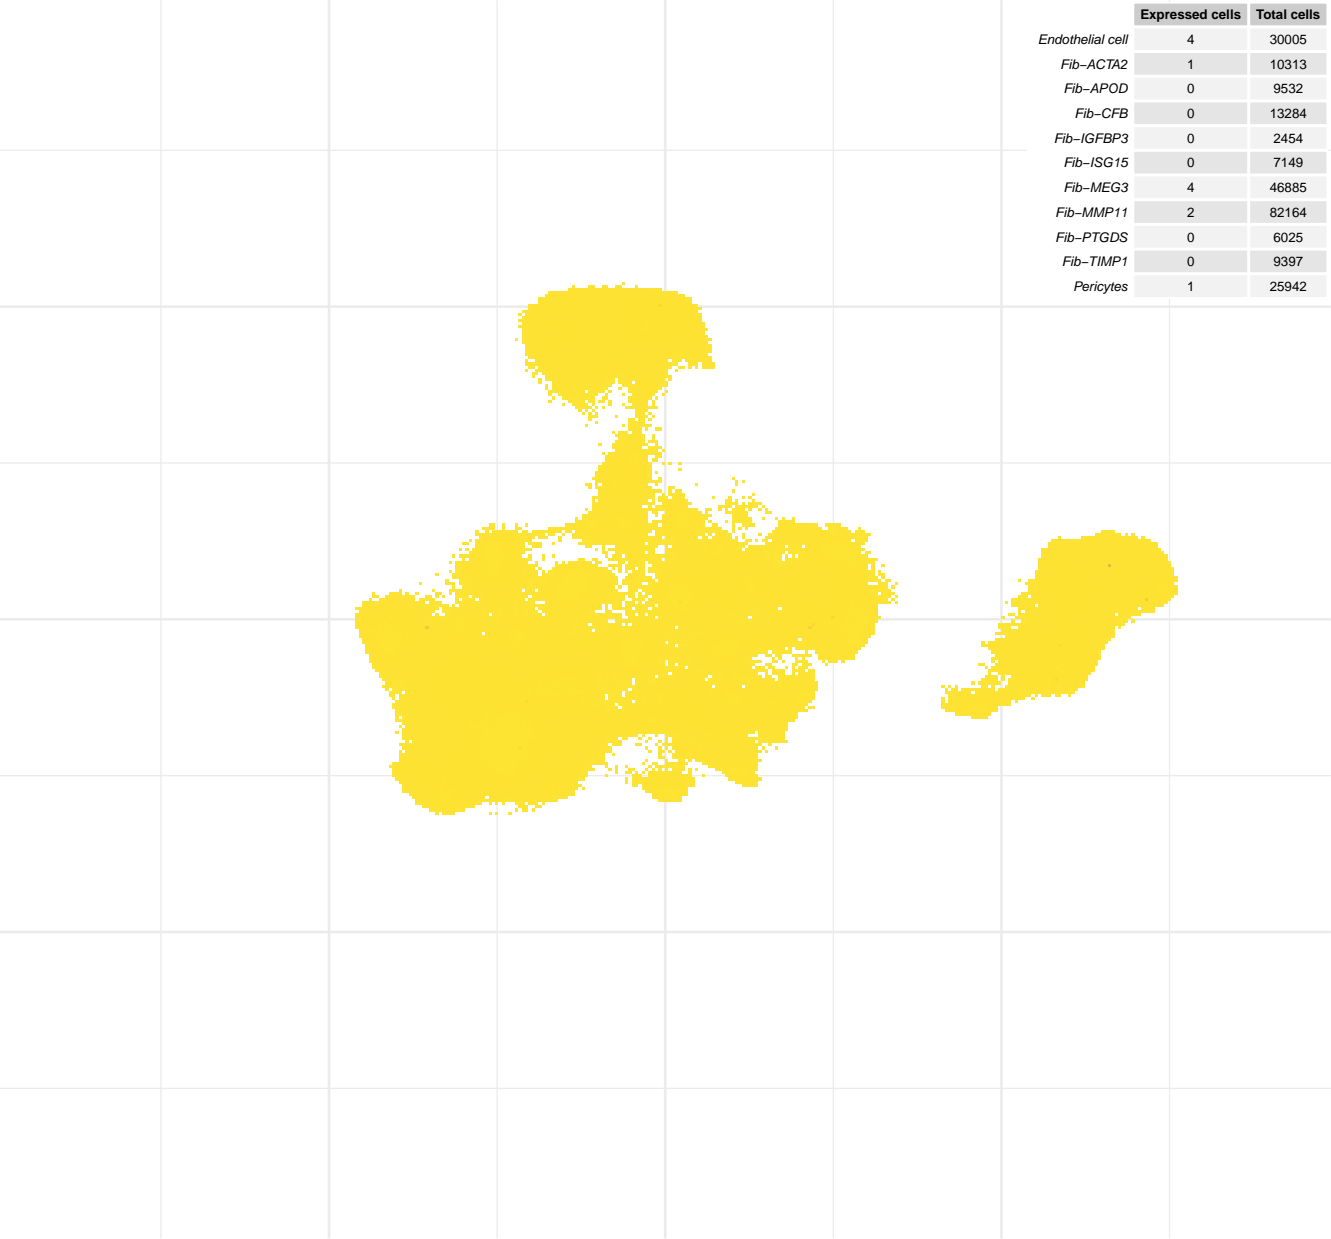 Expressed cells Total cells
Endothelial cell 4 30005
Fib−ACTA2 1 10313
Fib−APOD 0 9532
Fib−CFB 0 13284
Fib−IGFBP3 0 2454
Fib−ISG15 0 7149
Fib−MEG3 4 46885
Fib−MMP11 2 82164
Fib−PTGDS 0 6025
Fib−TIMP1 0 9397
Pericytes 1 25942